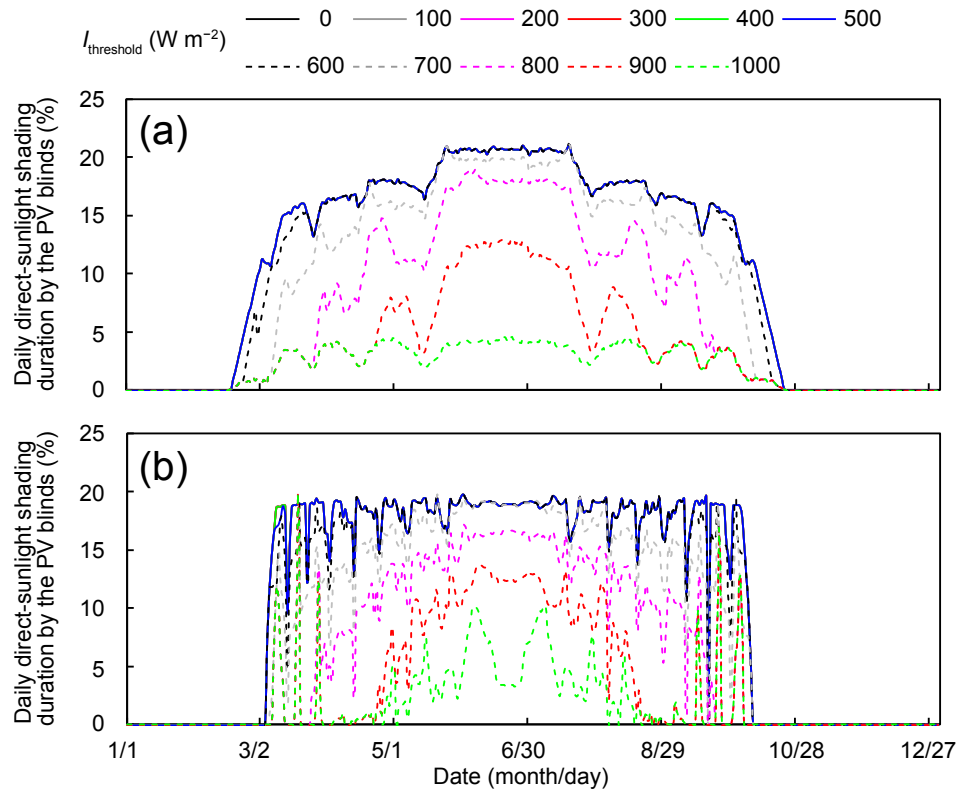 0 100 200 300 400 500
I threshold (W m⁻²)
600 700 800 900 1000
Daily direct-sunlight shading
duration by the PV blinds (%)
25
20
15
10
5
0
(a)
Daily direct-sunlight shading
duration by the PV blinds (%)
25
20
15
10
5
0
(b)
1/1 3/2 5/1 6/30 8/29 10/28 12/27
Date (month/day)